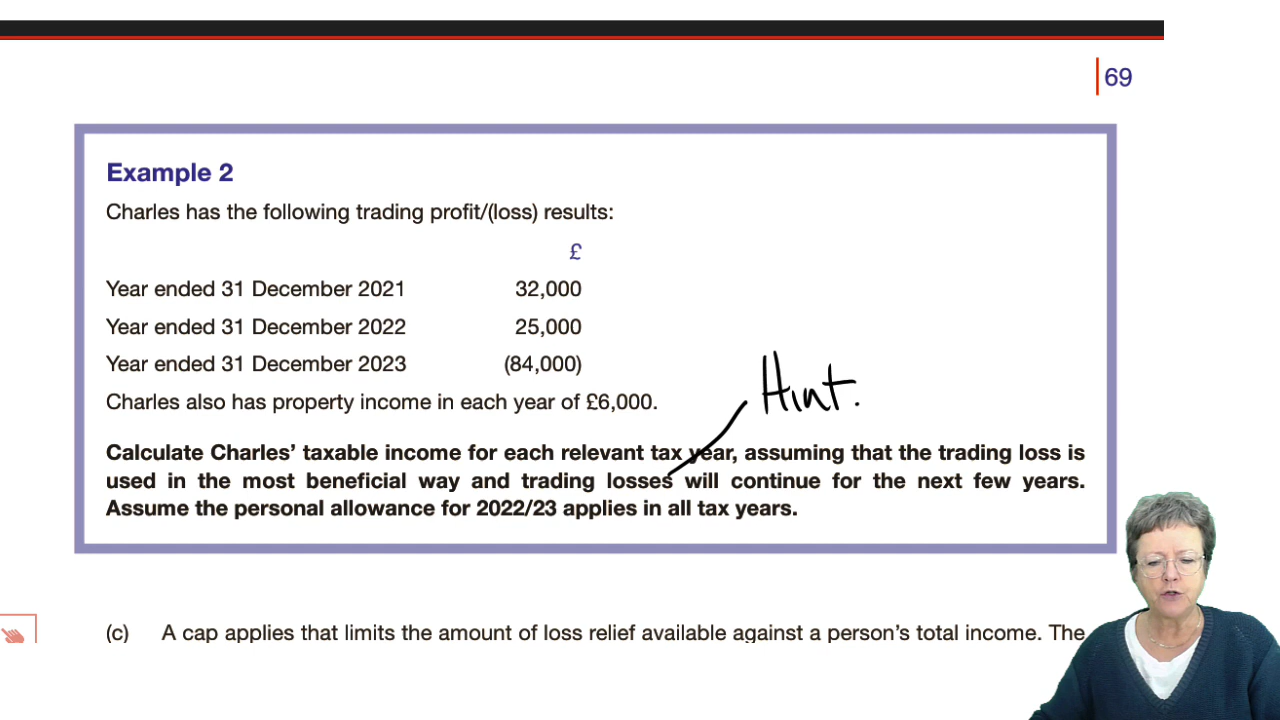 69
Example 2
Charles has the following trading profit/(loss) results:
£
Year ended 31 December 2021 32,000
Year ended 31 December 2022 25,000
Year ended 31 December 2023 (84,000)
Charles also has property income in each year of £6,000.
Hint.
Calculate Charles' taxable income for each relevant tax year, assuming that the trading loss is
used in the most beneficial way and trading losses will continue for the next few years.
Assume the personal allowance for 2022/23 applies in all tax years.
(c) A cap applies that limits the amount of loss relief available against a person's total income. The